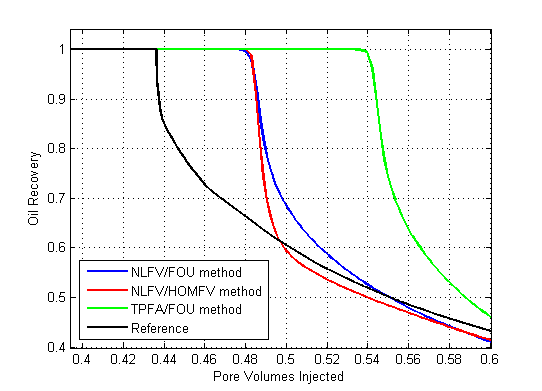 1
0.9
0.8
0.7
0.6
0.5
0.4
Oil Recovery
NLFV/FOU method
NLFV/HOMFV method
TPFA/FOU method
Reference
0.4 0.42 0.44 0.46 0.48 0.5 0.52 0.54 0.56 0.58 0.6
Pore Volumes Injected